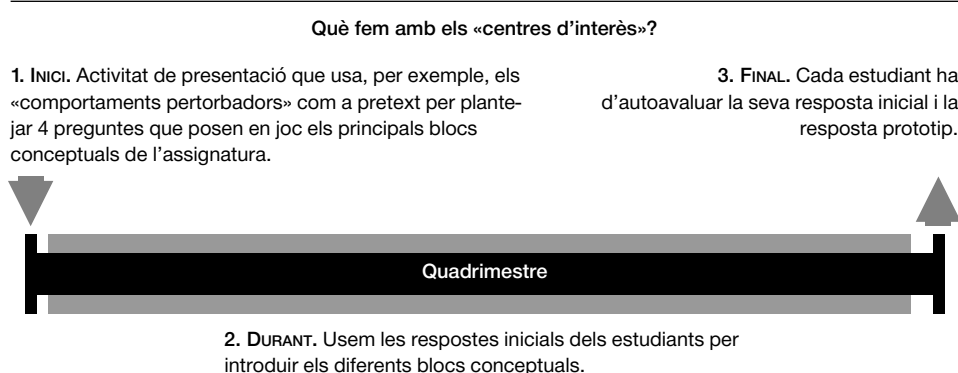 Què fem amb els «centres d’interès»?
1. Inici. Activitat de presentació que usa, per exemple, els
«comportaments pertorbadors» com a pretext per plante-
jar 4 preguntes que posen en joc els principals blocs
conceptuals de l’assignatura.
3. Final. Cada estudiant ha
d’autoavaluar la seva resposta inicial i la
resposta prototip.
Quadrimestre
2. Durant. Usem les respostes inicials dels estudiants per
introduir els diferents blocs conceptuals.